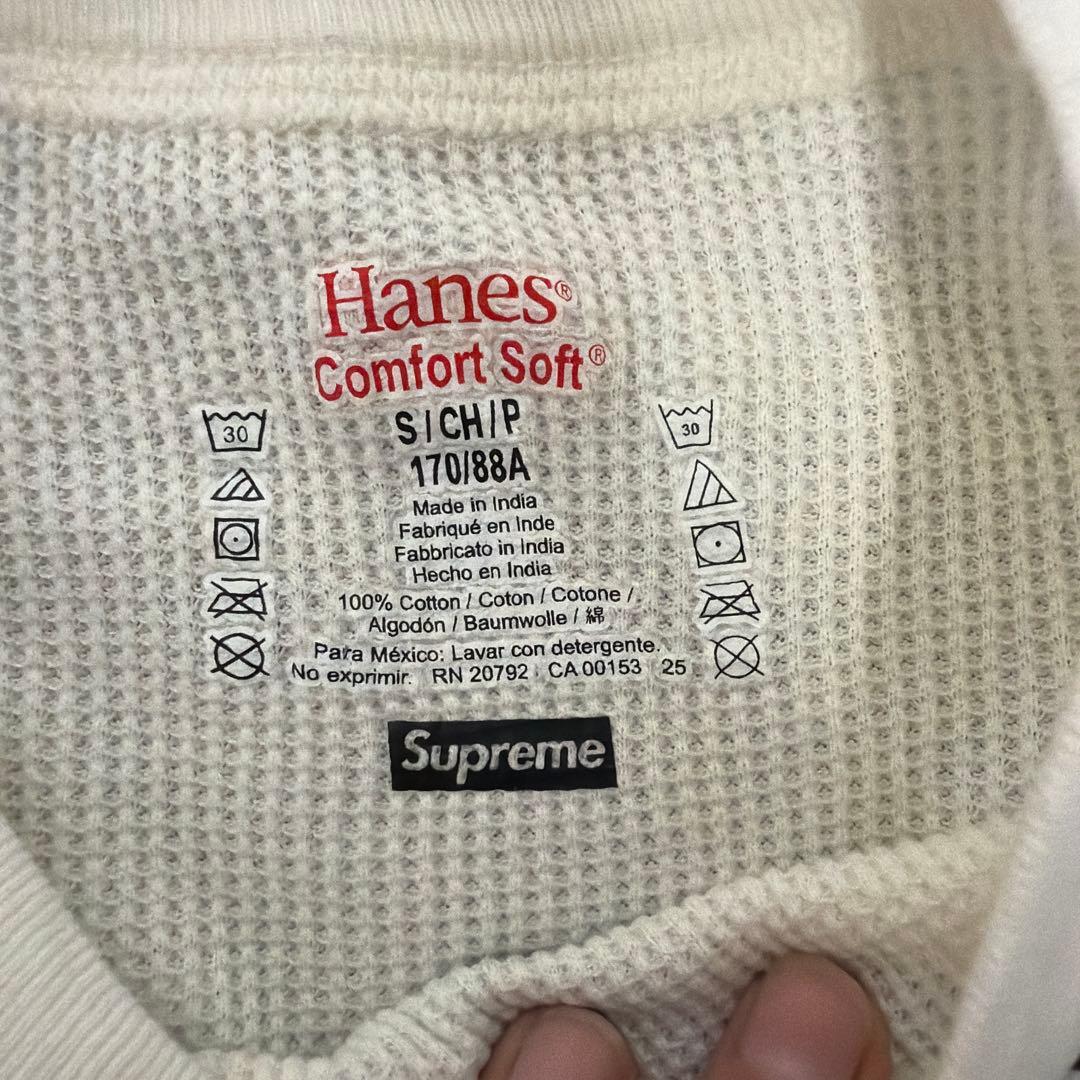 Hanes®
Comfort Soft®
S/CH/P
170/88A
30
30
Made in India
Fabriqué en Inde
Fabbricato in India
Hecho en India
100% Cotton / Coton / Cotone /
Algodón / Baumwolle / 綿
Para México: Lavar con detergente.
No exprimir. RN 20792 CA 00153 25
Supreme